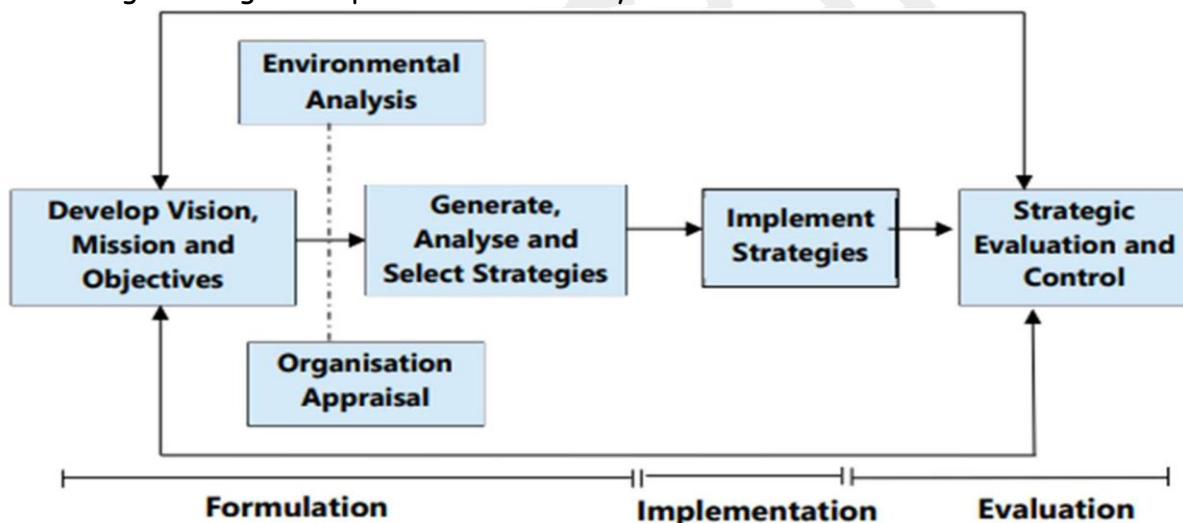 Environmental
Analysis
Develop Vision,
Mission and
Objectives
Generate,
Analyse and
Select Strategies
Implement
Strategies
Strategic
Evaluation and
Control
Organisation
Appraisal
Formulation
Implementation
Evaluation